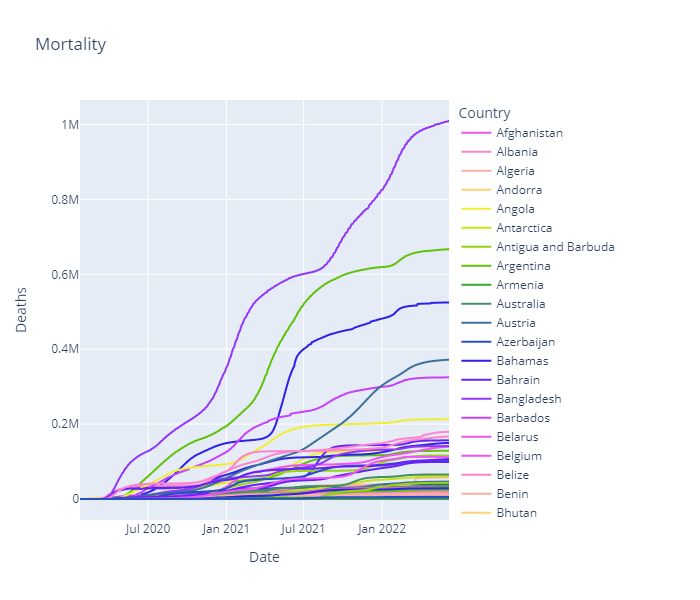 Mortality
Country
1M
0.8M
0.6M
0.4M
0.2M
0
Deaths
Jul 2020
Jan 2021
Jul 2021
Jan 2022
Date
Afghanistan
Albania
Algeria
Andorra
Angola
Antarctica
Antigua and Barbuda
Argentina
Armenia
Australia
Austria
Azerbaijan
Bahamas
Bahrain
Bangladesh
Barbados
Belarus
Belgium
Belize
Benin
Bhutan